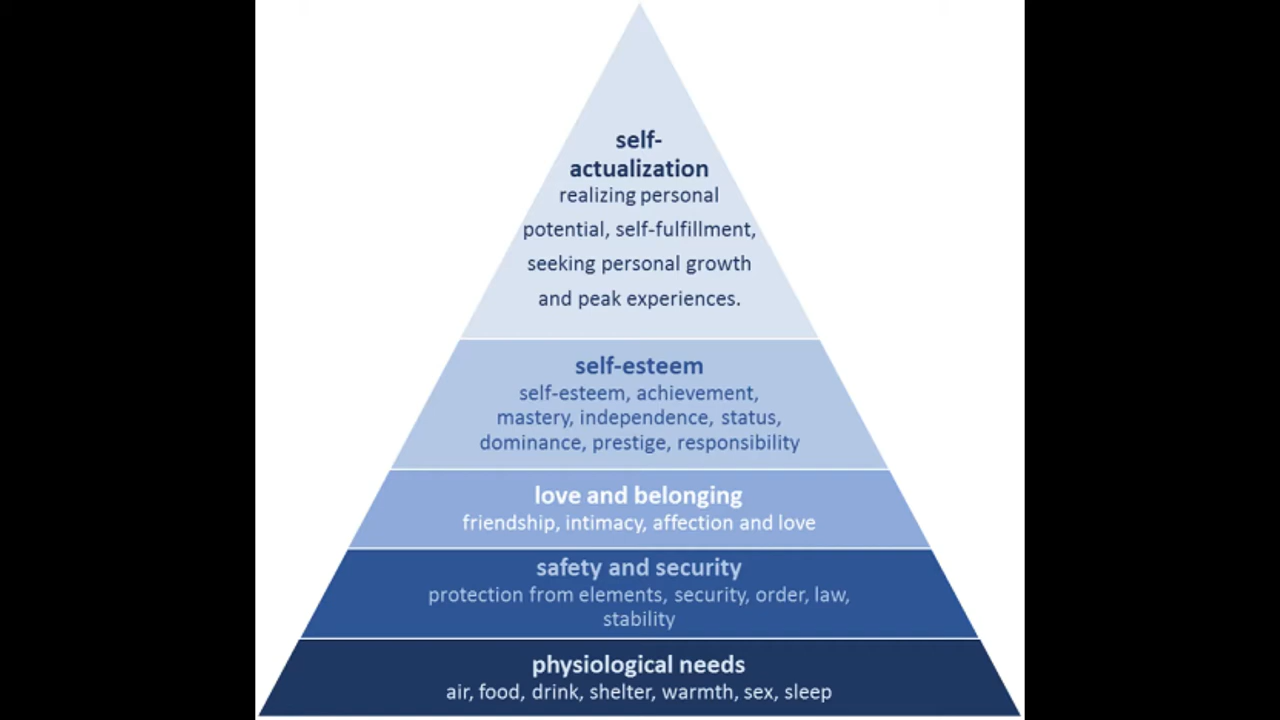 self-
actualization
realizing personal
potential, self-fulfillment,
seeking personal growth
and peak experiences.
self-esteem
self-esteem, achievement,
mastery, independence, status,
dominance, prestige, responsibility
love and belonging
friendship, intimacy, affection and love
safety and security
protection from elements, security, order, law,
stability
physiological needs
air, food, drink, shelter, warmth, sex, sleep